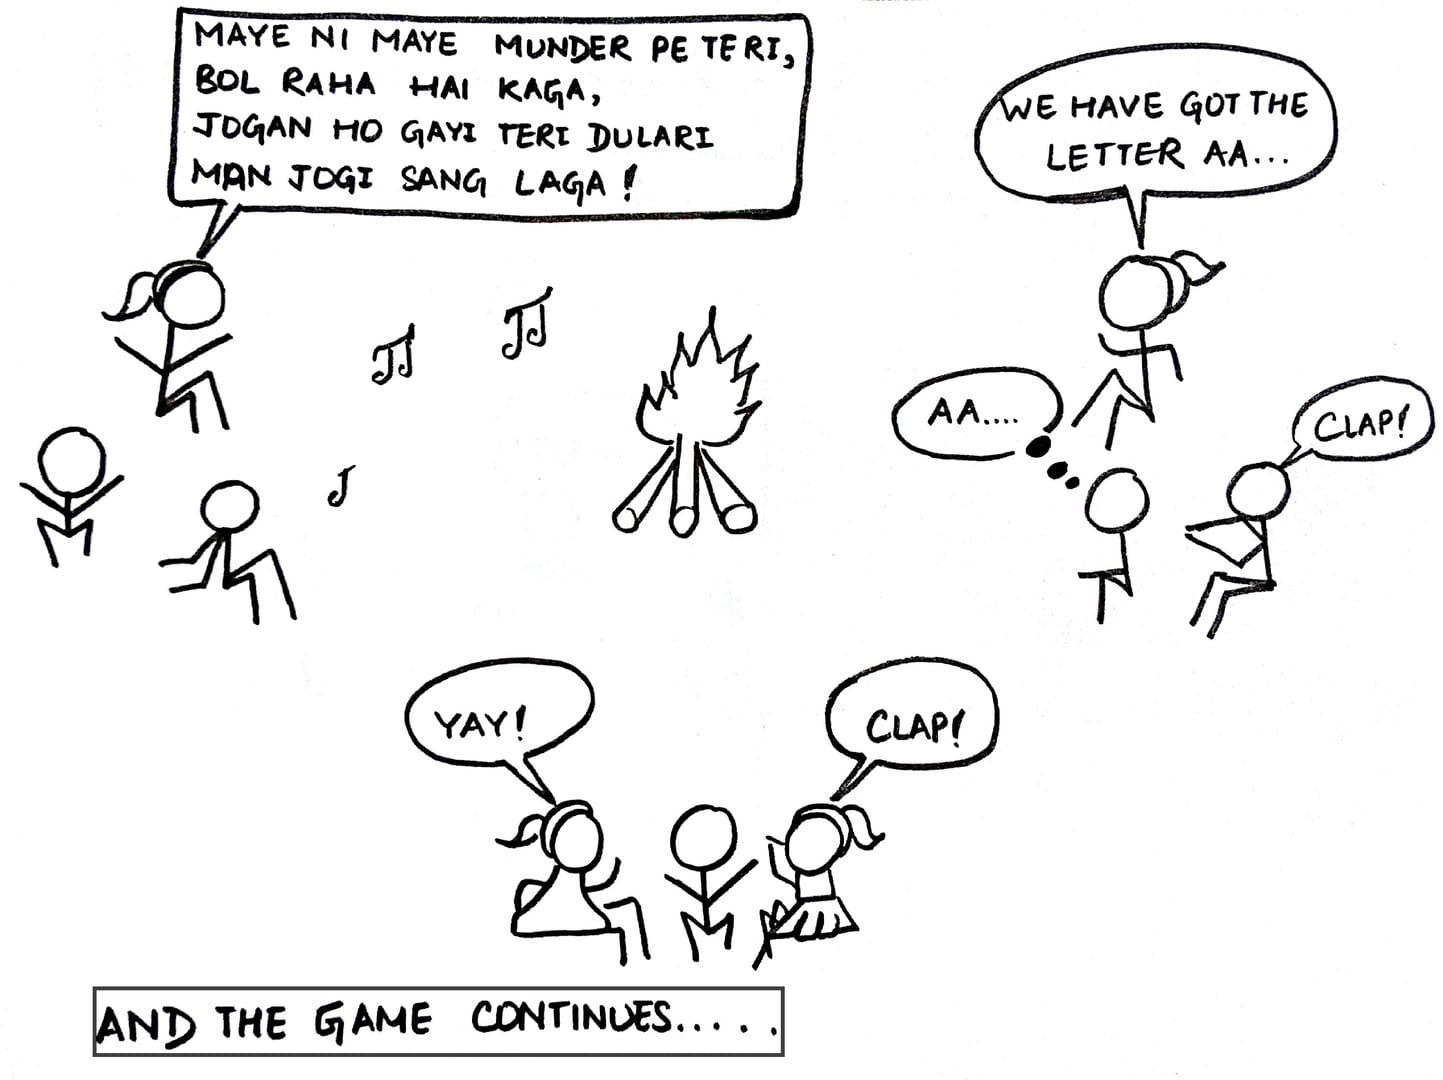 MAYE NI MAYE MUNDER PE TERI,
BOL RAHA HAI KAGA,
JOGAN HO GAYI TERI DULARI
MAN JOGI SANG LAGA!
WE HAVE GOT THE
LETTER AA...
AA....
CLAP!
YAY!
CLAP!
AND THE GAME CONTINUES.....